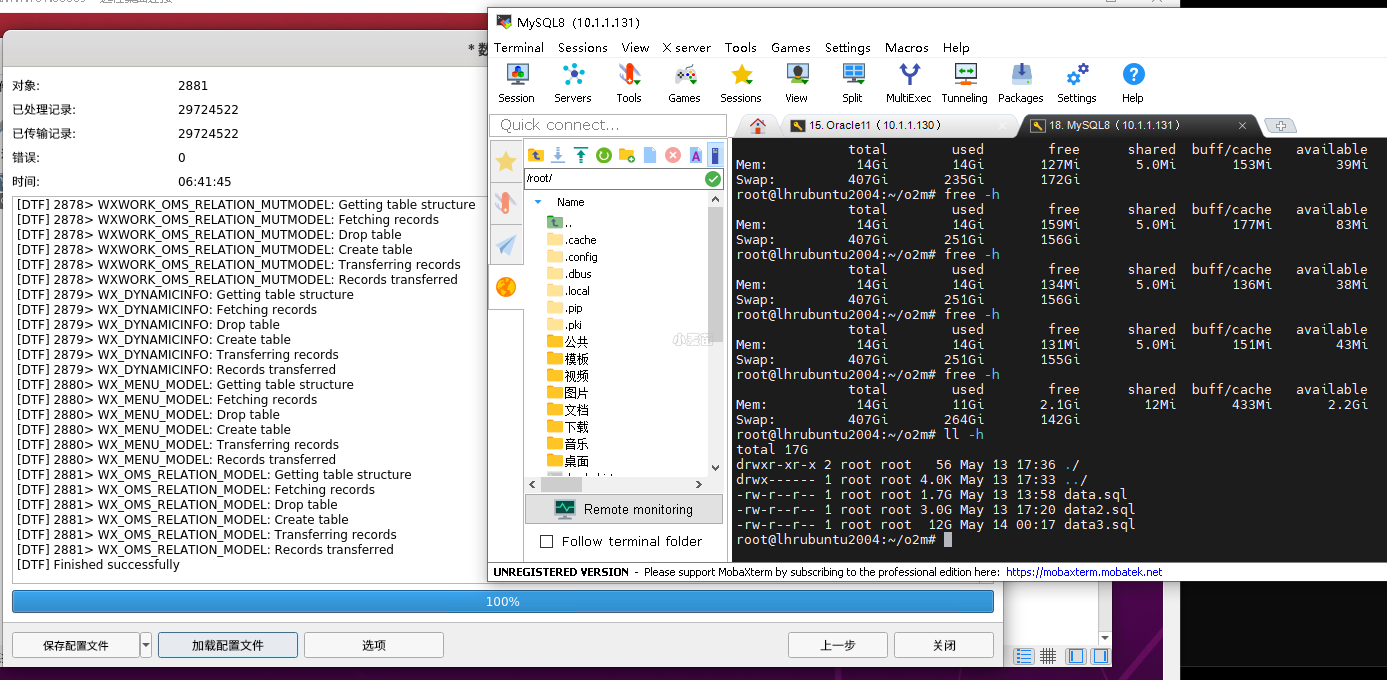 * 数
对象: 2881
已处理记录: 29724522
已传输记录: 29724522
错误: 0
时间: 06:41:45
[DTF] 2878> WXWORK_OMS_RELATION_MUTMODEL: Getting table structure
[DTF] 2878> WXWORK_OMS_RELATION_MUTMODEL: Fetching records
[DTF] 2878> WXWORK_OMS_RELATION_MUTMODEL: Drop table
[DTF] 2878> WXWORK_OMS_RELATION_MUTMODEL: Create table
[DTF] 2878> WXWORK_OMS_RELATION_MUTMODEL: Transferring records
[DTF] 2878> WXWORK_OMS_RELATION_MUTMODEL: Records transferred
[DTF] 2879> WX_DYNAMICINFO: Getting table structure
[DTF] 2879> WX_DYNAMICINFO: Fetching records
[DTF] 2879> WX_DYNAMICINFO: Drop table
[DTF] 2879> WX_DYNAMICINFO: Create table
[DTF] 2879> WX_DYNAMICINFO: Transferring records
[DTF] 2879> WX_DYNAMICINFO: Records transferred
[DTF] 2880> WX_MENU_MODEL: Getting table structure
[DTF] 2880> WX_MENU_MODEL: Fetching records
[DTF] 2880> WX_MENU_MODEL: Drop table
[DTF] 2880> WX_MENU_MODEL: Create table
[DTF] 2880> WX_MENU_MODEL: Transferring records
[DTF] 2880> WX_MENU_MODEL: Records transferred
[DTF] 2881> WX_OMS_RELATION_MODEL: Getting table structure
[DTF] 2881> WX_OMS_RELATION_MODEL: Fetching records
[DTF] 2881> WX_OMS_RELATION_MODEL: Drop table
[DTF] 2881> WX_OMS_RELATION_MODEL: Create table
[DTF] 2881> WX_OMS_RELATION_MODEL: Transferring records
[DTF] 2881> WX_OMS_RELATION_MODEL: Records transferred
[DTF] Finished successfully
100%
保存配置文件 加载配置文件 选项 上一步 关闭
MySQL8 (10.1.1.131)
Terminal Sessions View X server Tools Games Settings Macros Help
Session Servers Tools Games Sessions View Split MultiExec Tunneling Packages Settings Help
Quick connect...
15. Oracle11 (10.1.1.130)
18. MySQL8 (10.1.1.131)
/root/
Name
..
.cache
.config
.dbus
.local
.pip
.pki
公共
模板
视频
图片
文档
下载
音乐
桌面
Remote monitoring
Follow terminal folder
total used free shared buff/cache available
Mem: 14Gi 14Gi 127Mi 5.0Mi 153Mi 39Mi
Swap: 407Gi 235Gi 172Gi
root@lhrubuntu2004:~/o2m# free -h
total used free shared buff/cache available
Mem: 14Gi 14Gi 159Mi 5.0Mi 177Mi 83Mi
Swap: 407Gi 251Gi 156Gi
root@lhrubuntu2004:~/o2m# free -h
total used free shared buff/cache available
Mem: 14Gi 14Gi 134Mi 5.0Mi 136Mi 38Mi
Swap: 407Gi 251Gi 156Gi
root@lhrubuntu2004:~/o2m# free -h
total used free shared buff/cache available
Mem: 14Gi 14Gi 131Mi 5.0Mi 151Mi 43Mi
Swap: 407Gi 251Gi 155Gi
root@lhrubuntu2004:~/o2m# free -h
total used free shared buff/cache available
Mem: 14Gi 11Gi 2.1Gi 12Mi 433Mi 2.2Gi
Swap: 407Gi 264Gi 142Gi
root@lhrubuntu2004:~/o2m# ll -h
total 17G
drwxr-xr-x 2 root root 56 May 13 17:36 ./
drwx------ 1 root root 4.0K May 13 17:33 ../
-rw-r--r-- 1 root root 1.7G May 13 13:58 data.sql
-rw-r--r-- 1 root root 3.0G May 13 17:20 data2.sql
-rw-r--r-- 1 root root 12G May 14 00:17 data3.sql
root@lhrubuntu2004:~/o2m#
UNREGISTERED VERSION - Please support MobaXterm by subscribing to the professional edition here: https://mobaxterm.mobatek.net